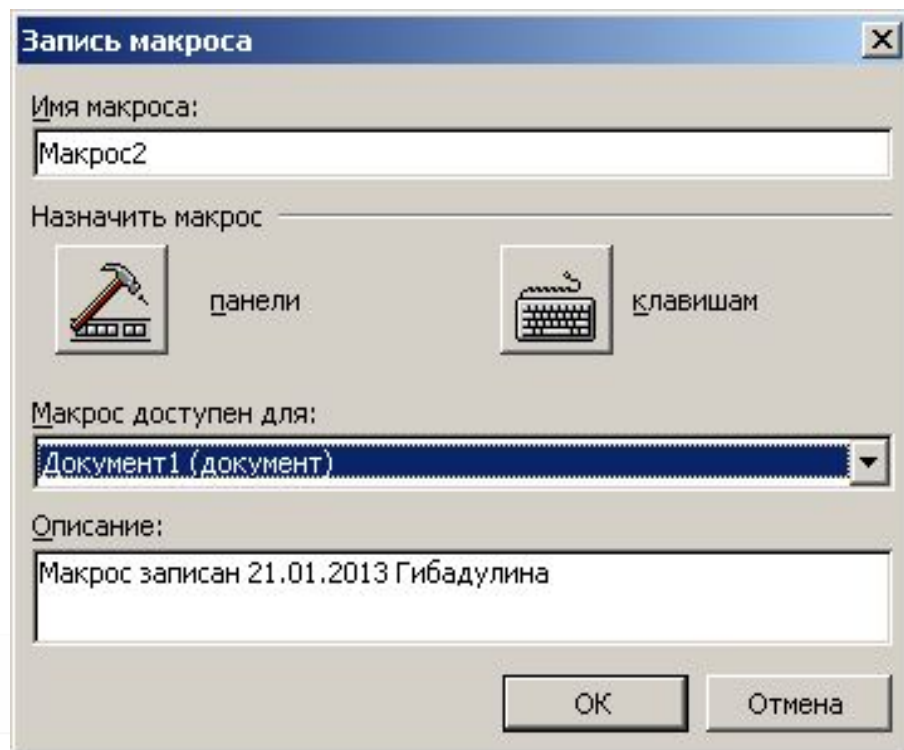 Запись макроса
Имя макроса:
Макрос2
Назначить макрос
панели
клавишам
Макрос доступен для:
Документ1 (документ)
Описание:
Макрос записан 21.01.2013 Гибадулина
ОК
Отмена